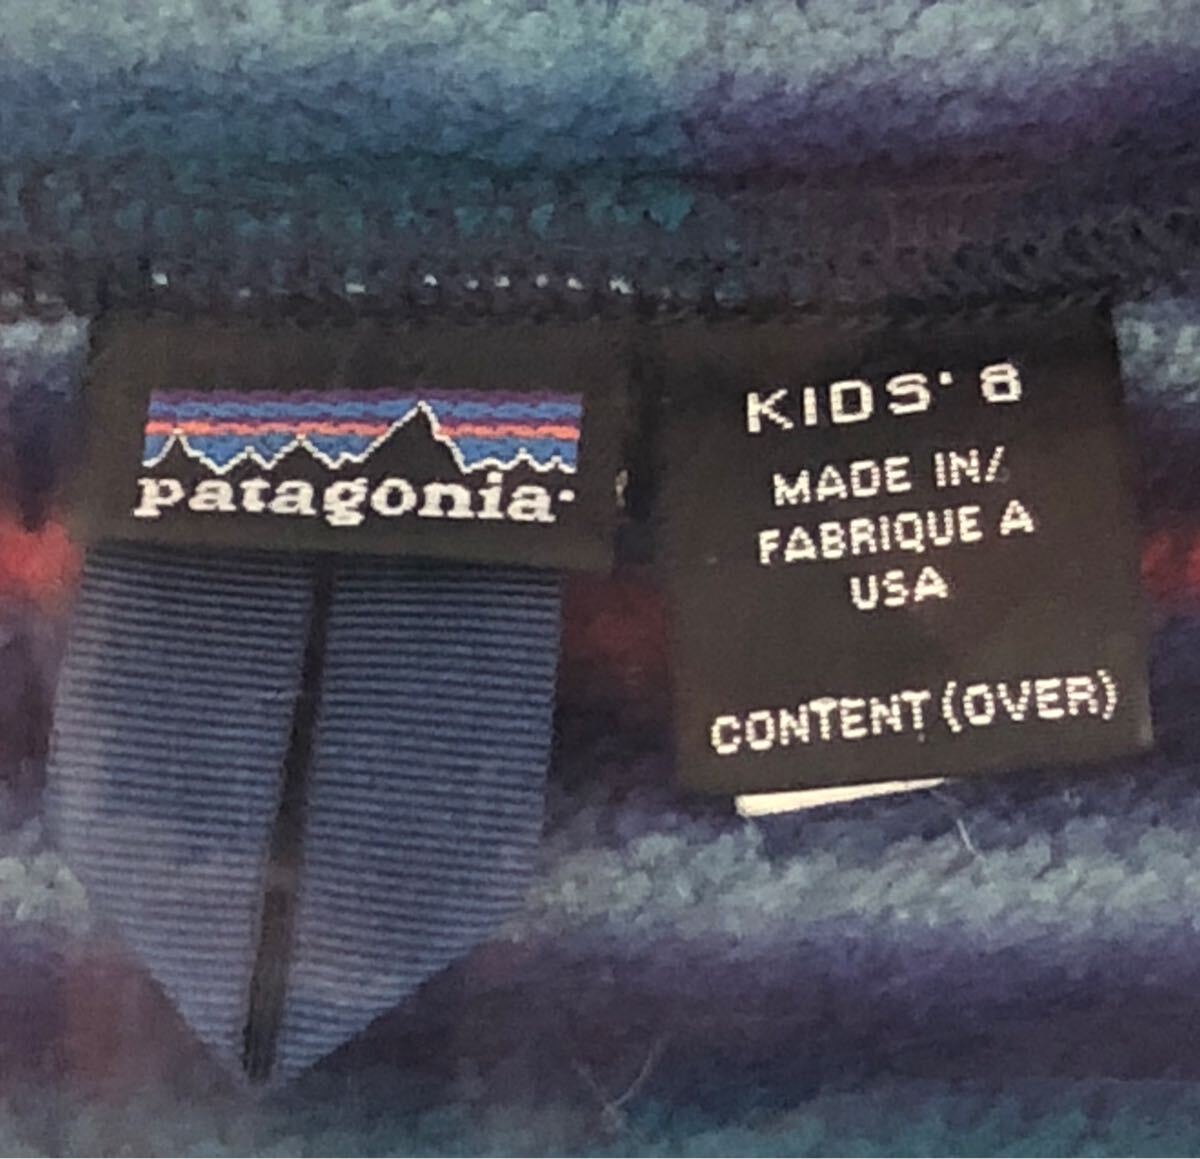 patagonia
KIDS' 8
MADE IN/
FABRIQUE A
USA
CONTENT (OVER)